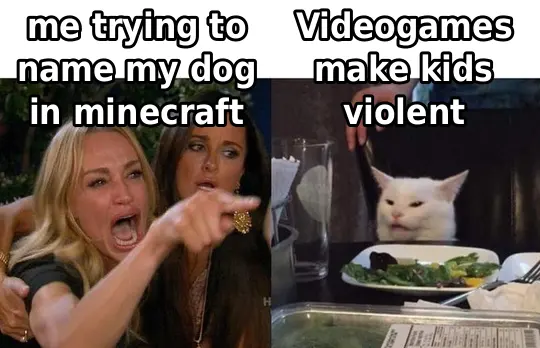 me trying to
name my dog
in minecraft
Videogames
make kids
violent